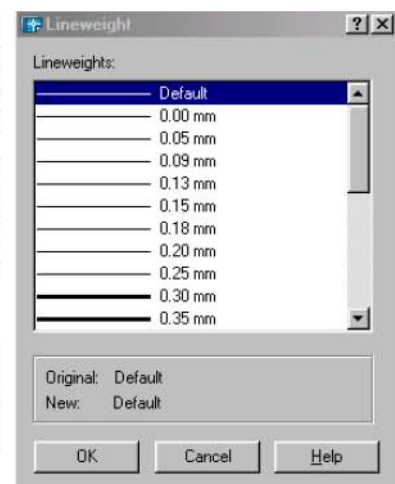 Lineweight
Lineweights:
Default
0.00 mm
0.05 mm
0.09 mm
0.13 mm
0.15 mm
0.18 mm
0.20 mm
0.25 mm
0.30 mm
0.35 mm
Original: Default
New: Default
OK Cancel Help